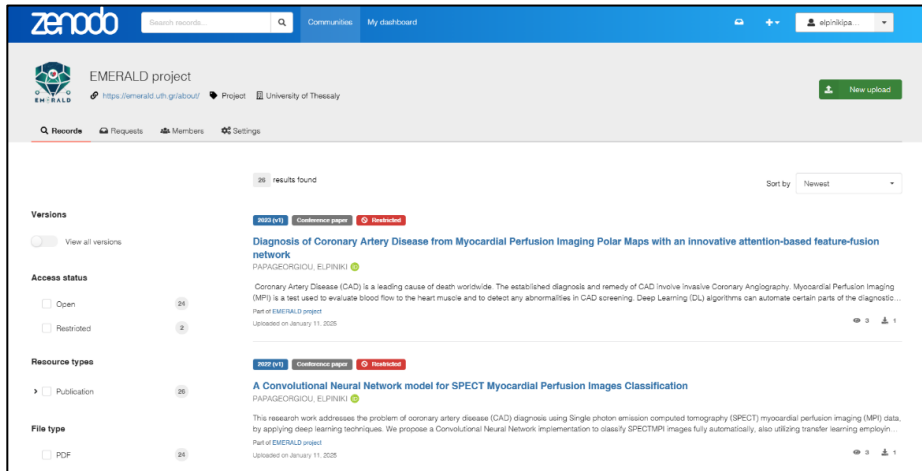 zenodo
Search records...
Communities
My dashboard
elpinikipa...
EMERALD
EMERALD project
https://emerald.uth.gr/about/
Project
University of Thessaly
New upload
Records
Requests
Members
Settings
26 results found
Sort by
Newest
Versions
View all versions
Access status
Open 24
Restricted 2
Resource types
Publication 26
File type
PDF 24
2023 (v1) Conference paper Restricted
Diagnosis of Coronary Artery Disease from Myocardial Perfusion Imaging Polar Maps with an innovative attention-based feature-fusion
network
PAPAGEORGIOU, ELPINIKI
Coronary Artery Disease (CAD) is a leading cause of death worldwide. The established diagnosis and remedy of CAD involve invasive Coronary Angiography. Myocardial Perfusion Imaging
(MPI) is a test used to evaluate blood flow to the heart muscle and to detect any abnormalities in CAD screening. Deep Learning (DL) algorithms can automate certain parts of the diagnostic...
Part of EMERALD project
Uploaded on January 11, 2025
3 1
2022 (v1) Conference paper Restricted
A Convolutional Neural Network model for SPECT Myocardial Perfusion Images Classification
PAPAGEORGIOU, ELPINIKI
This research work addresses the problem of coronary artery disease (CAD) diagnosis using Single photon emission computed tomography (SPECT) myocardial perfusion imaging (MPI) data,
by applying deep learning techniques. We propose a Convolutional Neural Network implementation to classify SPECTMPI images fully automatically, also utilizing transfer learning employin...
Part of EMERALD project
Uploaded on January 11, 2025
3 1